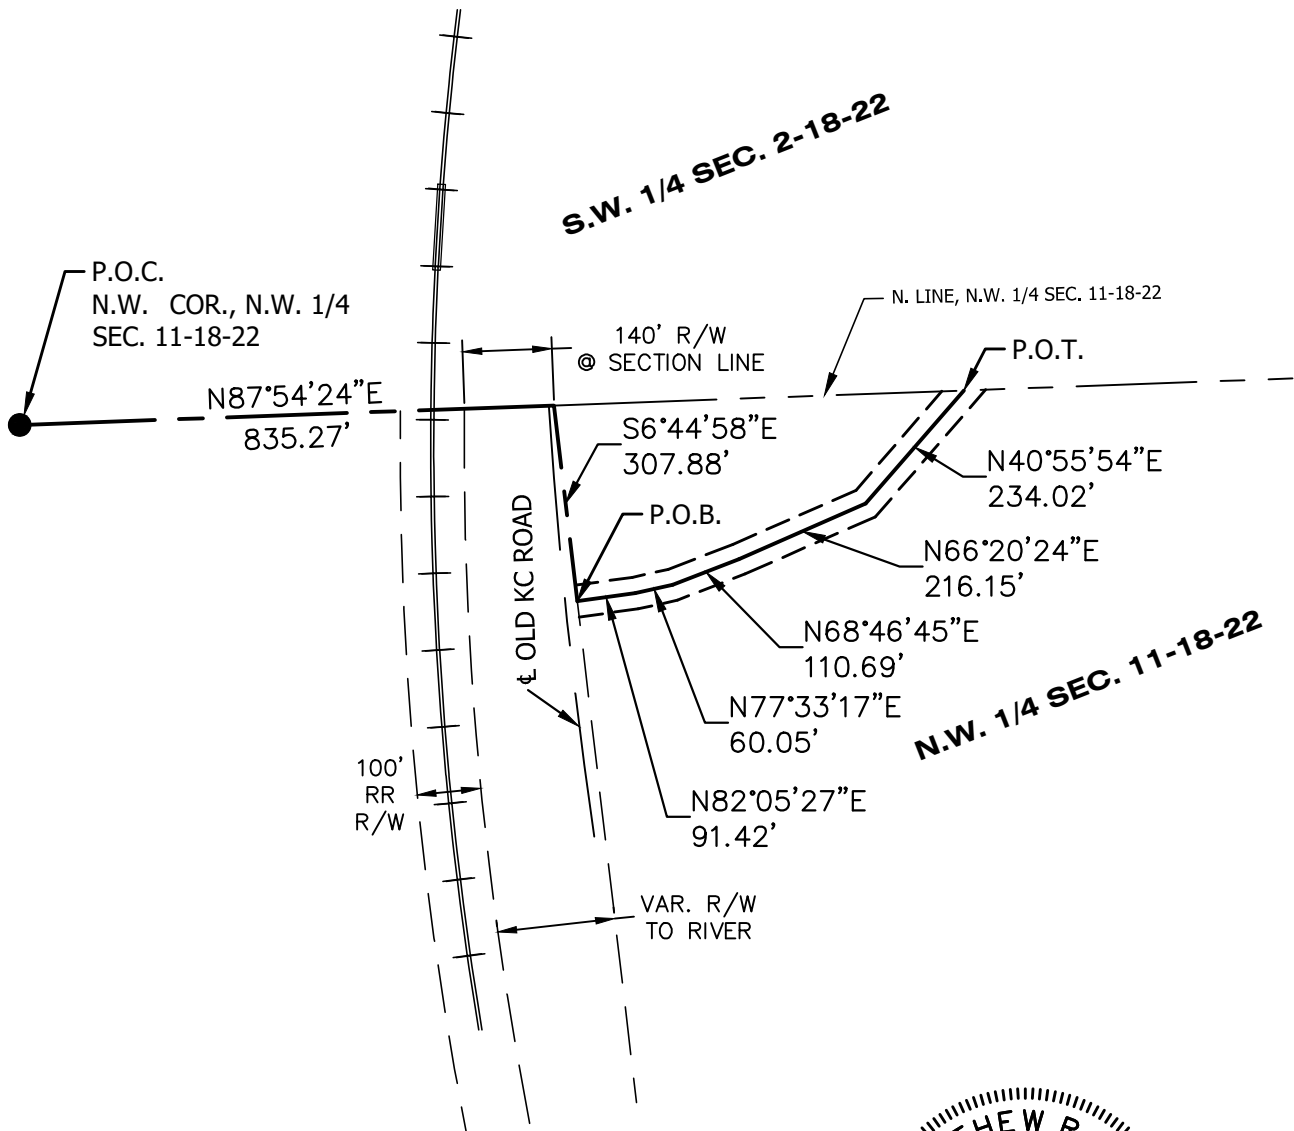 S.W. 1/4 SEC. 2-18-22
P.O.C.
N.W. COR., N.W. 1/4
SEC. 11-18-22
N. LINE, N.W. 1/4 SEC. 11-18-22
140' R/W
@ SECTION LINE
P.O.T.
N87°54'24"E
835.27'
S6°44'58"E
307.88'
N40°55'54"E
234.02'
P.O.B.
℄ OLD KC ROAD
N66°20'24"E
216.15'
N68°46'45"E
110.69'
N.W. 1/4 SEC. 11-18-22
N77°33'17"E
60.05'
100'
RR
R/W
N82°05'27"E
91.42'
VAR. R/W
TO RIVER